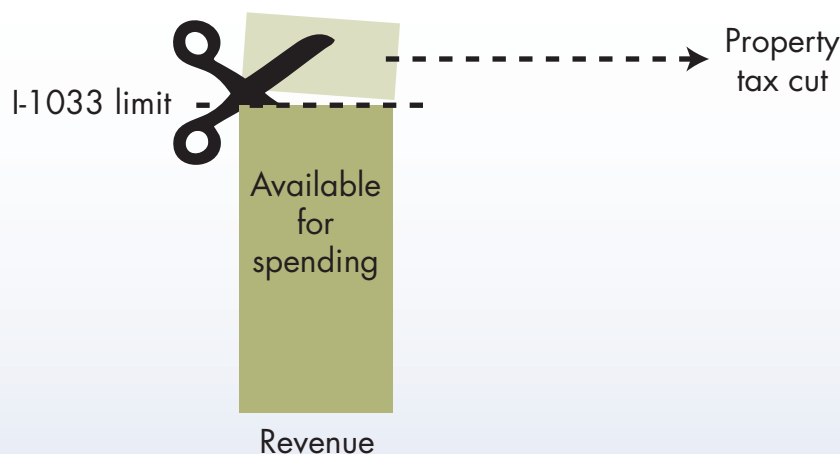 Property
tax cut
I-1033 limit
Available
for
spending
Revenue